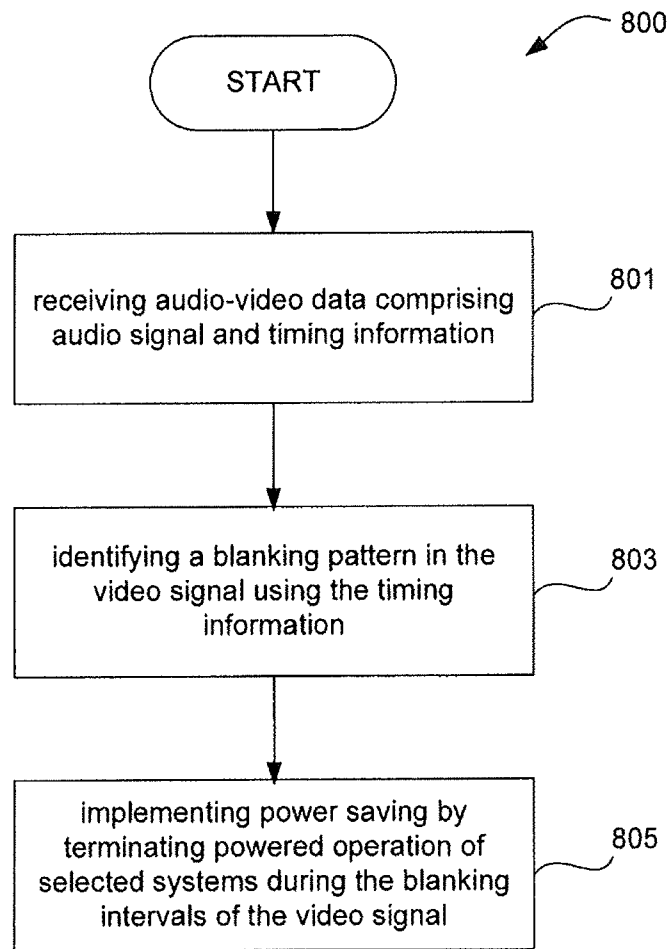 800
START
receiving audio-video data comprising
audio signal and timing information
801
identifying a blanking pattern in the
video signal using the timing
information
803
implementing power saving by
terminating powered operation of
selected systems during the blanking
intervals of the video signal
805